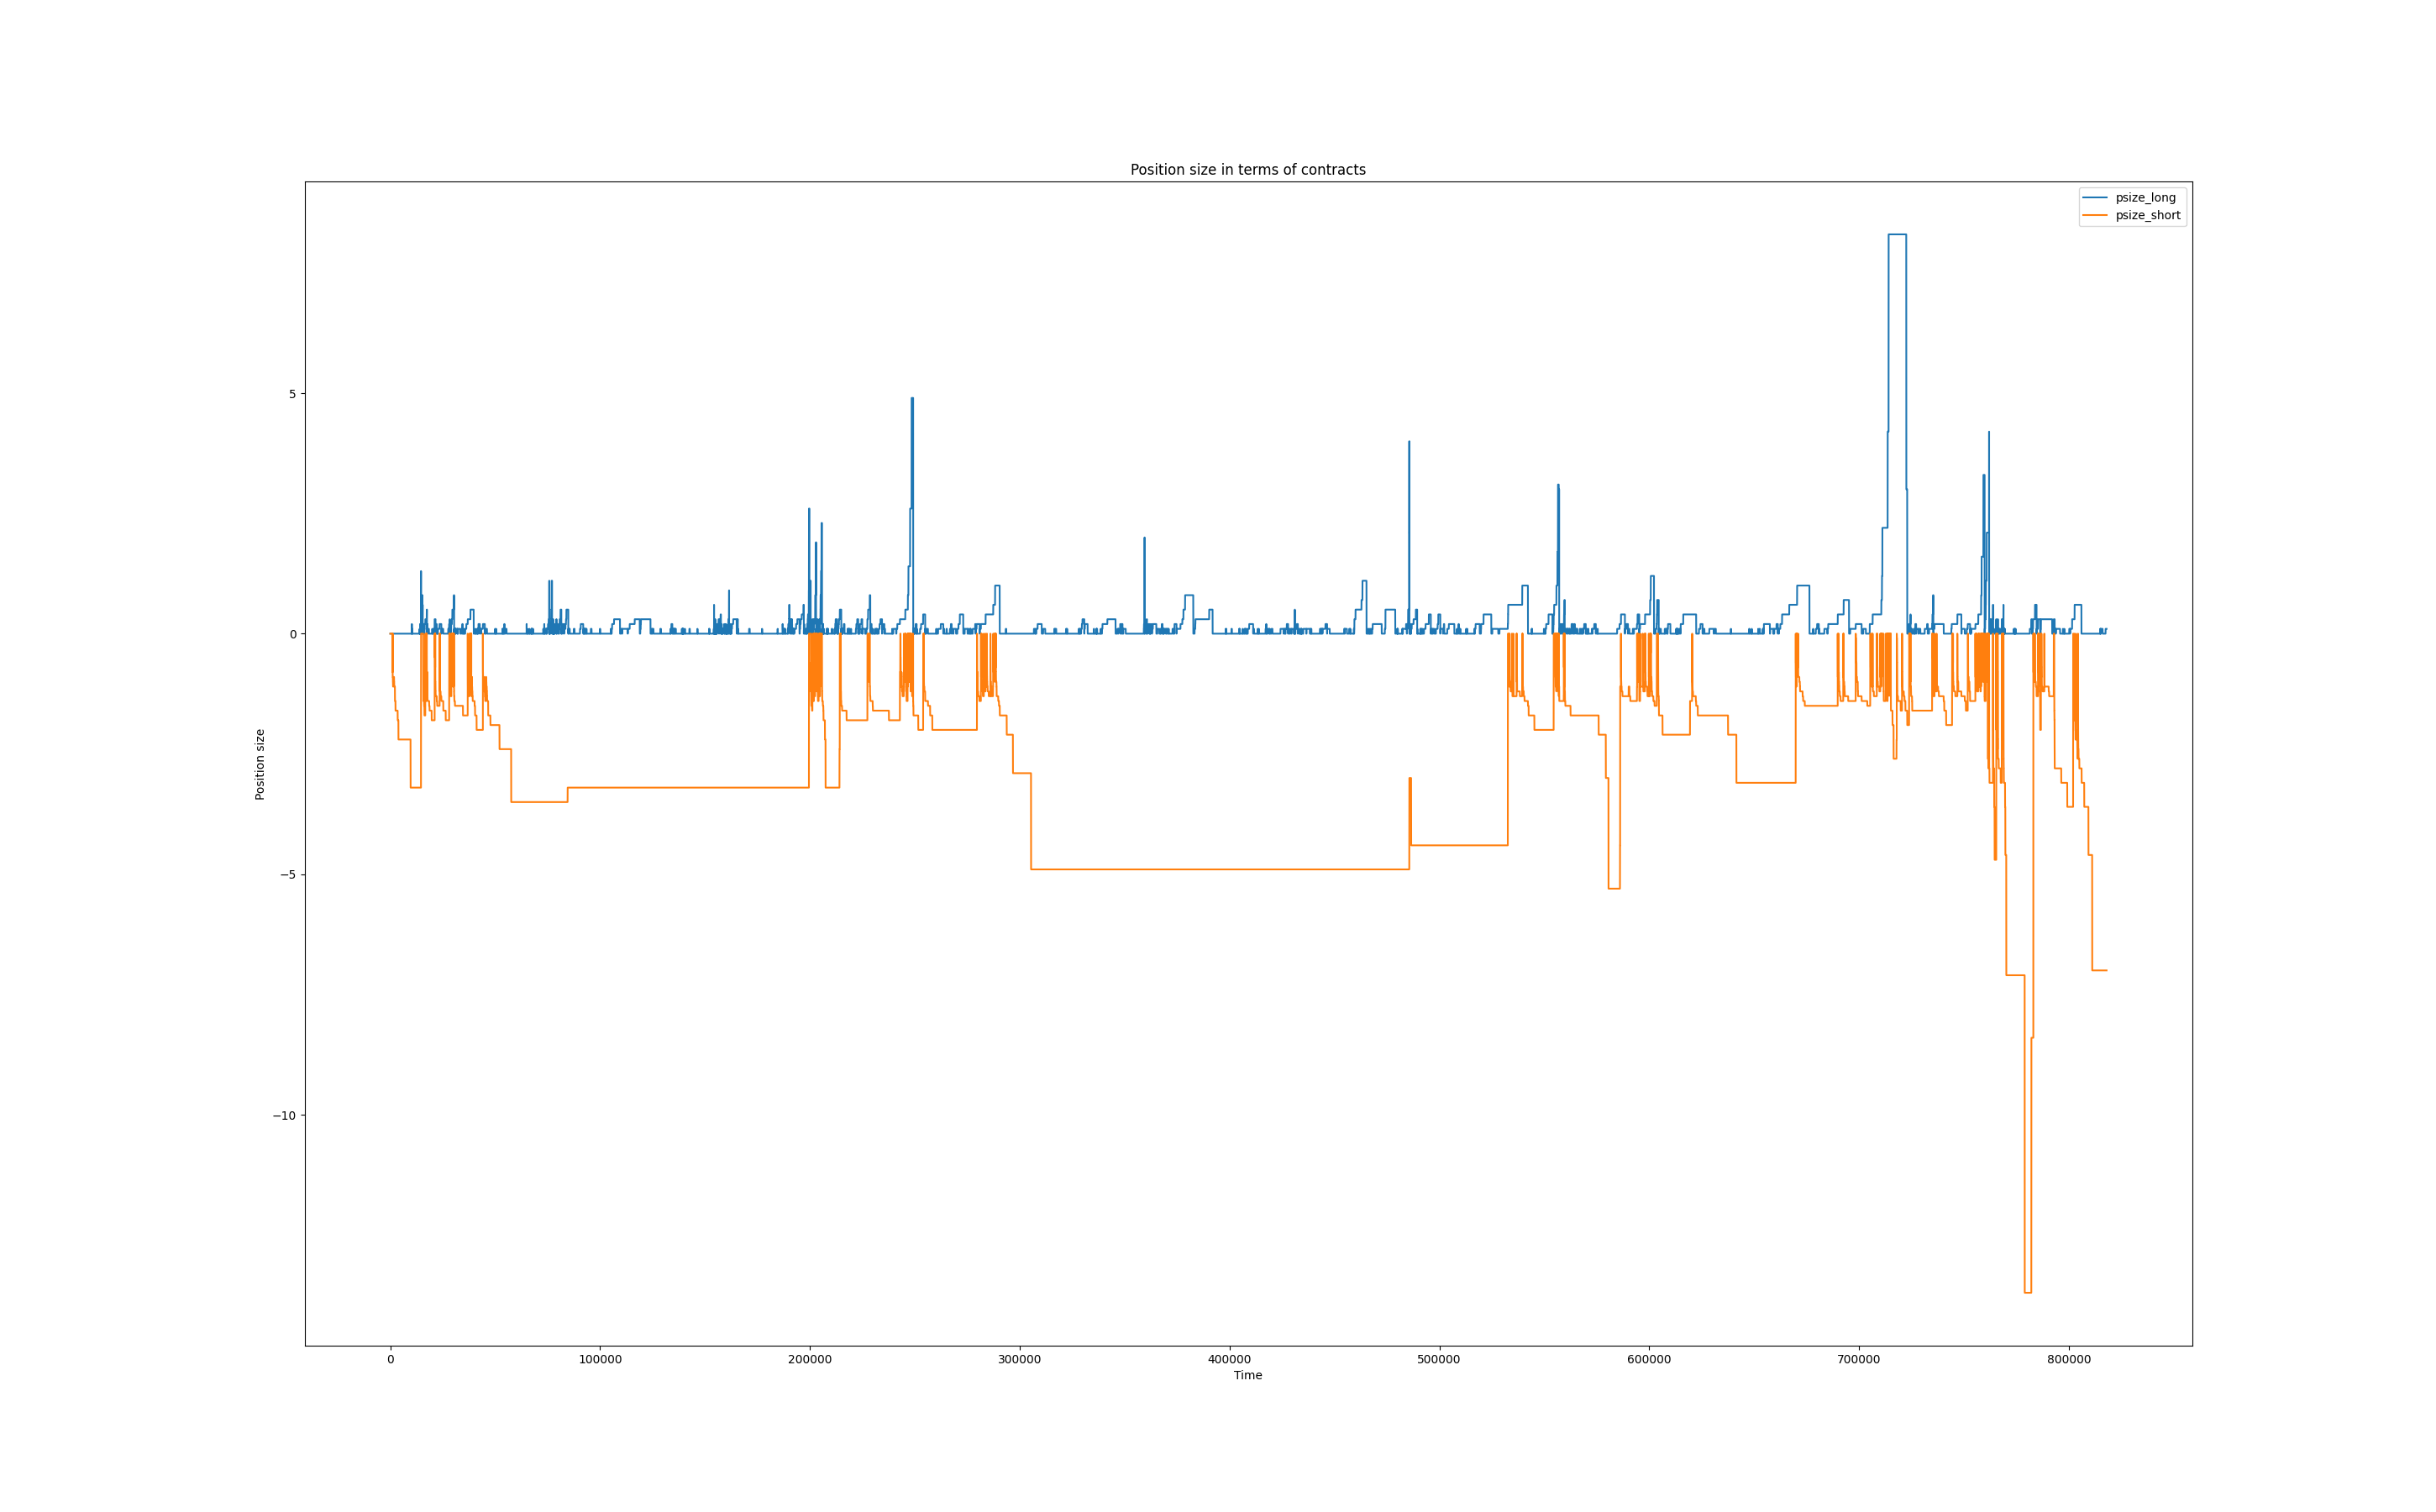 Position size in terms of contracts
psize_long
psize_short
5
0
−5
−10
Position size
0 100000 200000 300000 400000 500000 600000 700000 800000
Time